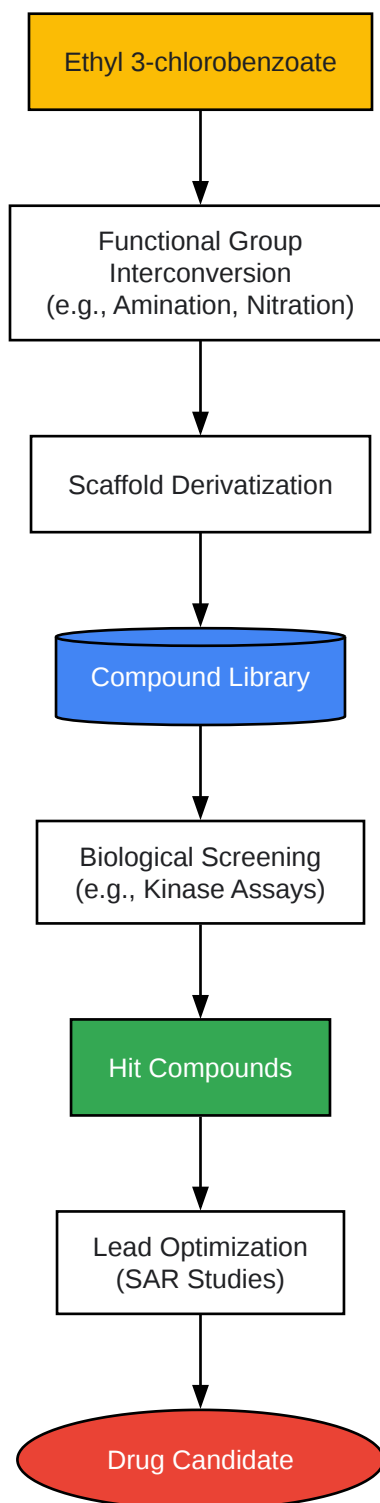 Ethyl 3-chlorobenzoate
Functional Group
Interconversion
(e.g., Amination, Nitration)
Scaffold Derivatization
Compound Library
Biological Screening
(e.g., Kinase Assays)
Hit Compounds
Lead Optimization
(SAR Studies)
Drug Candidate